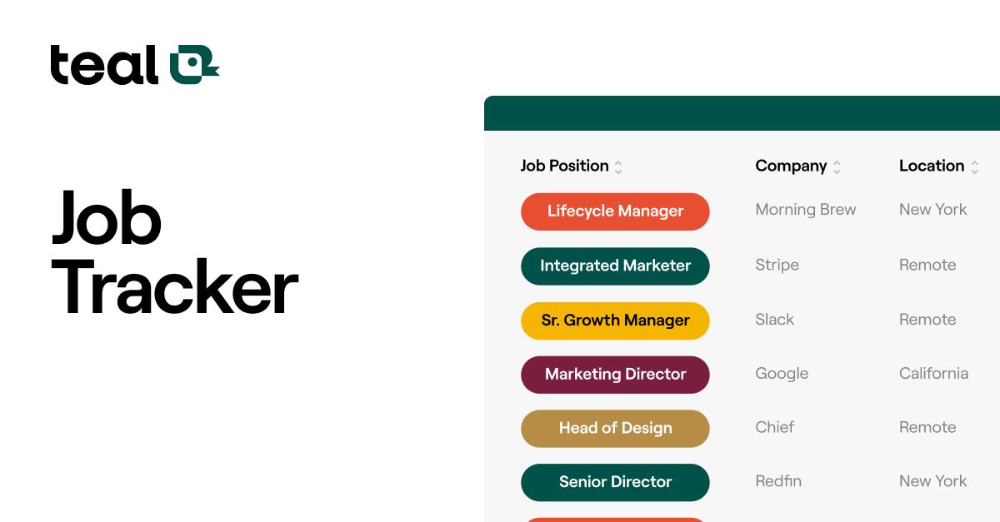 teal
Job
Tracker
Job Position Company Location
Lifecycle Manager Morning Brew New York
Integrated Marketer Stripe Remote
Sr. Growth Manager Slack Remote
Marketing Director Google California
Head of Design Chief Remote
Senior Director Redfin New York